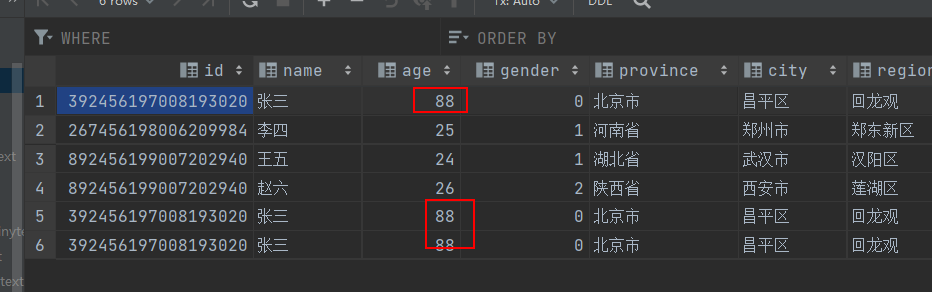 6 rows Tx: Auto DDL
WHERE ORDER BY
id name age gender province city region
1 392456197008193020 张三 88 0 北京市 昌平区 回龙观
2 267456198006209984 李四 25 1 河南省 郑州市 郑东新区
ext 3 892456199007202940 王五 24 1 湖北省 武汉市 汉阳区
4 892456199007202940 赵六 26 2 陕西省 西安市 莲湖区
5 392456197008193020 张三 88 0 北京市 昌平区 回龙观
inyte 6 392456197008193020 张三 88 0 北京市 昌平区 回龙观
t
text